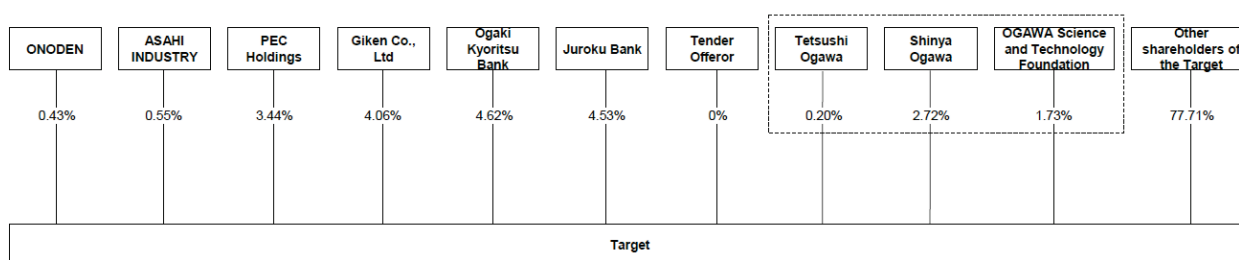 ONODEN
ASAHI
INDUSTRY
PEC
Holdings
Giken Co.,
Ltd
Ogaki
Kyoritsu
Bank
Juroku Bank
Tender
Offeror
Tetsushi
Ogawa
Shinya
Ogawa
OGAWA Science
and Technology
Foundation
Other
shareholders of
the Target
0.43%
0.55%
3.44%
4.06%
4.62%
4.53%
0%
0.20%
2.72%
1.73%
77.71%
Target